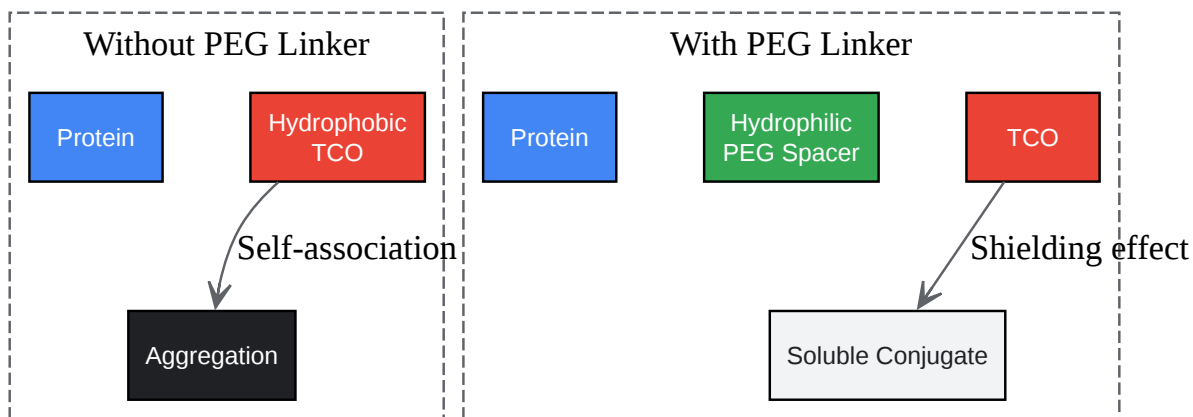 Without PEG Linker
Protein
Hydrophobic
TCO
Self-association
Aggregation
With PEG Linker
Protein
Hydrophilic
PEG Spacer
TCO
Shielding effect
Soluble Conjugate